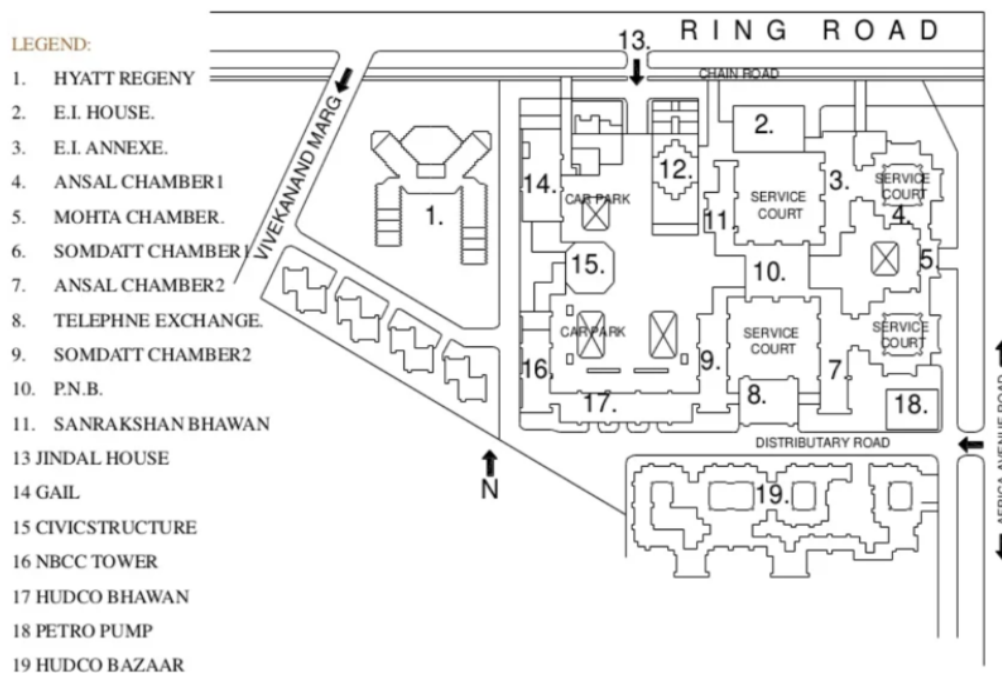 LEGEND:
1. HYATT REGENY
2. E.I. HOUSE.
3. E.I. ANNEXE.
4. ANSAL CHAMBER1
5. MOHTA CHAMBER.
6. SOMDATT CHAMBER1
7. ANSAL CHAMBER2
8. TELEPHNE EXCHANGE.
9. SOMDATT CHAMBER2
10. P.N.B.
11. SANRAKSHAN BHAWAN
13 JINDAL HOUSE
14 GAIL
15 CIVICSTRUCTURE
16 NBCC TOWER
17 HUDCO BHAWAN
18 PETRO PUMP
19 HUDCO BAZAAR
RING ROAD
13.
CHAIN ROAD
VIVEKANAND MARG
1.
2.
12.
14.
CAR PARK
11.
SERVICE
COURT
3.
SERVICE
COURT
4.
5.
15.
10.
CAR PARK
SERVICE
COURT
SERVICE
COURT
16.
9.
7.
17.
8.
18.
DISTRIBUTARY ROAD
N
19.
AFRICA AVENUE ROAD